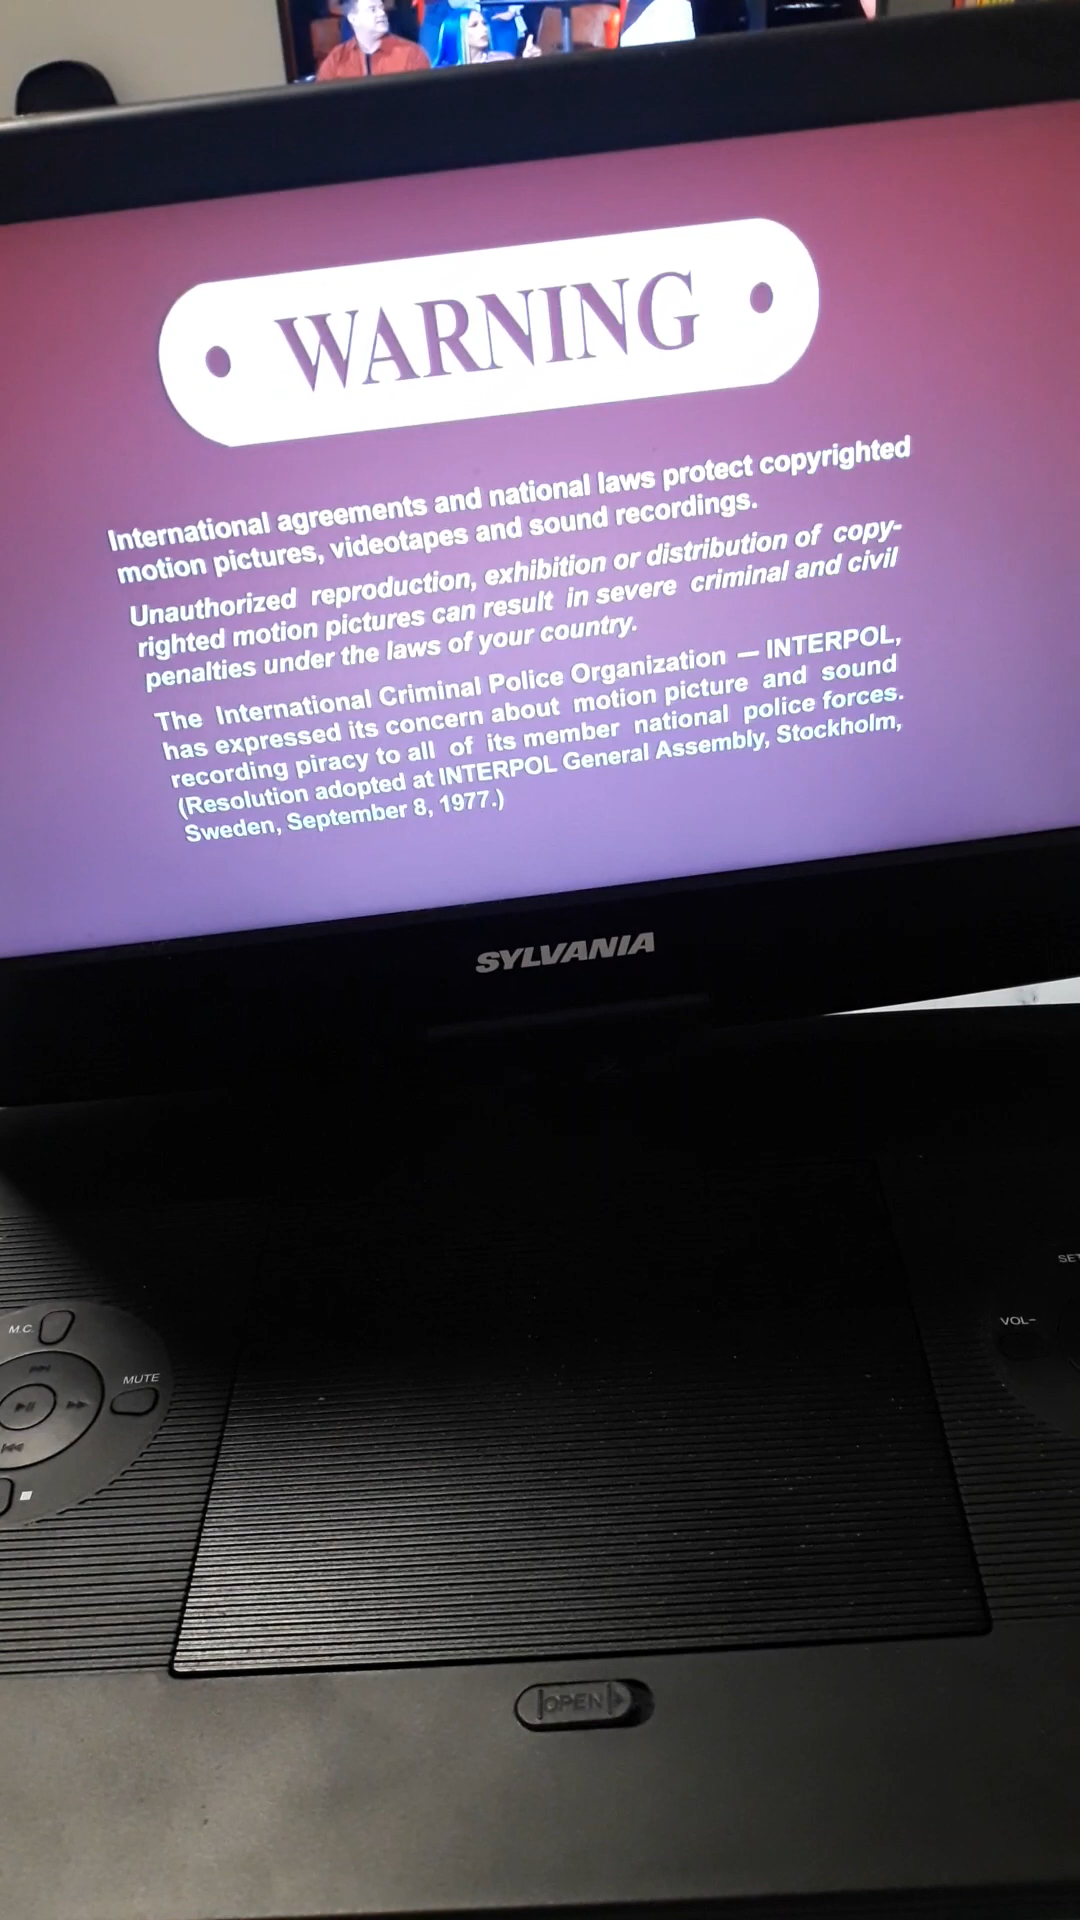 WARNING
International agreements and national laws protect copyrighted
motion pictures, videotapes and sound recordings.
Unauthorized reproduction, exhibition or distribution of copy-
righted motion pictures can result in severe criminal and civil
penalties under the laws of your country.
The International Criminal Police Organization — INTERPOL,
has expressed its concern about motion picture and sound
recording piracy to all of its member national police forces.
(Resolution adopted at INTERPOL General Assembly, Stockholm,
Sweden, September 8, 1977.)
SYLVANIA
M.C.
MUTE
VOL-
OPEN